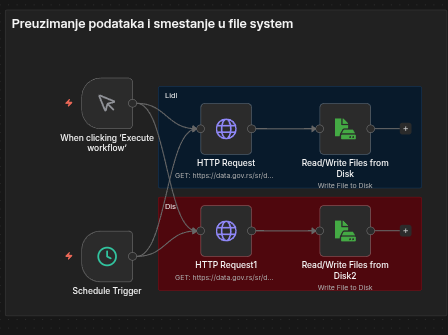 Preuzimanje podataka i smestanje u file system
Lidl
When clicking 'Execute
workflow'
HTTP Request
GET: https://data.gov.rs/sr/d...
Read/Write Files from
Disk
Write File to Disk
Dis
Schedule Trigger
HTTP Request1
GET: https://data.gov.rs/sr/d...
Read/Write Files from
Disk2
Write File to Disk